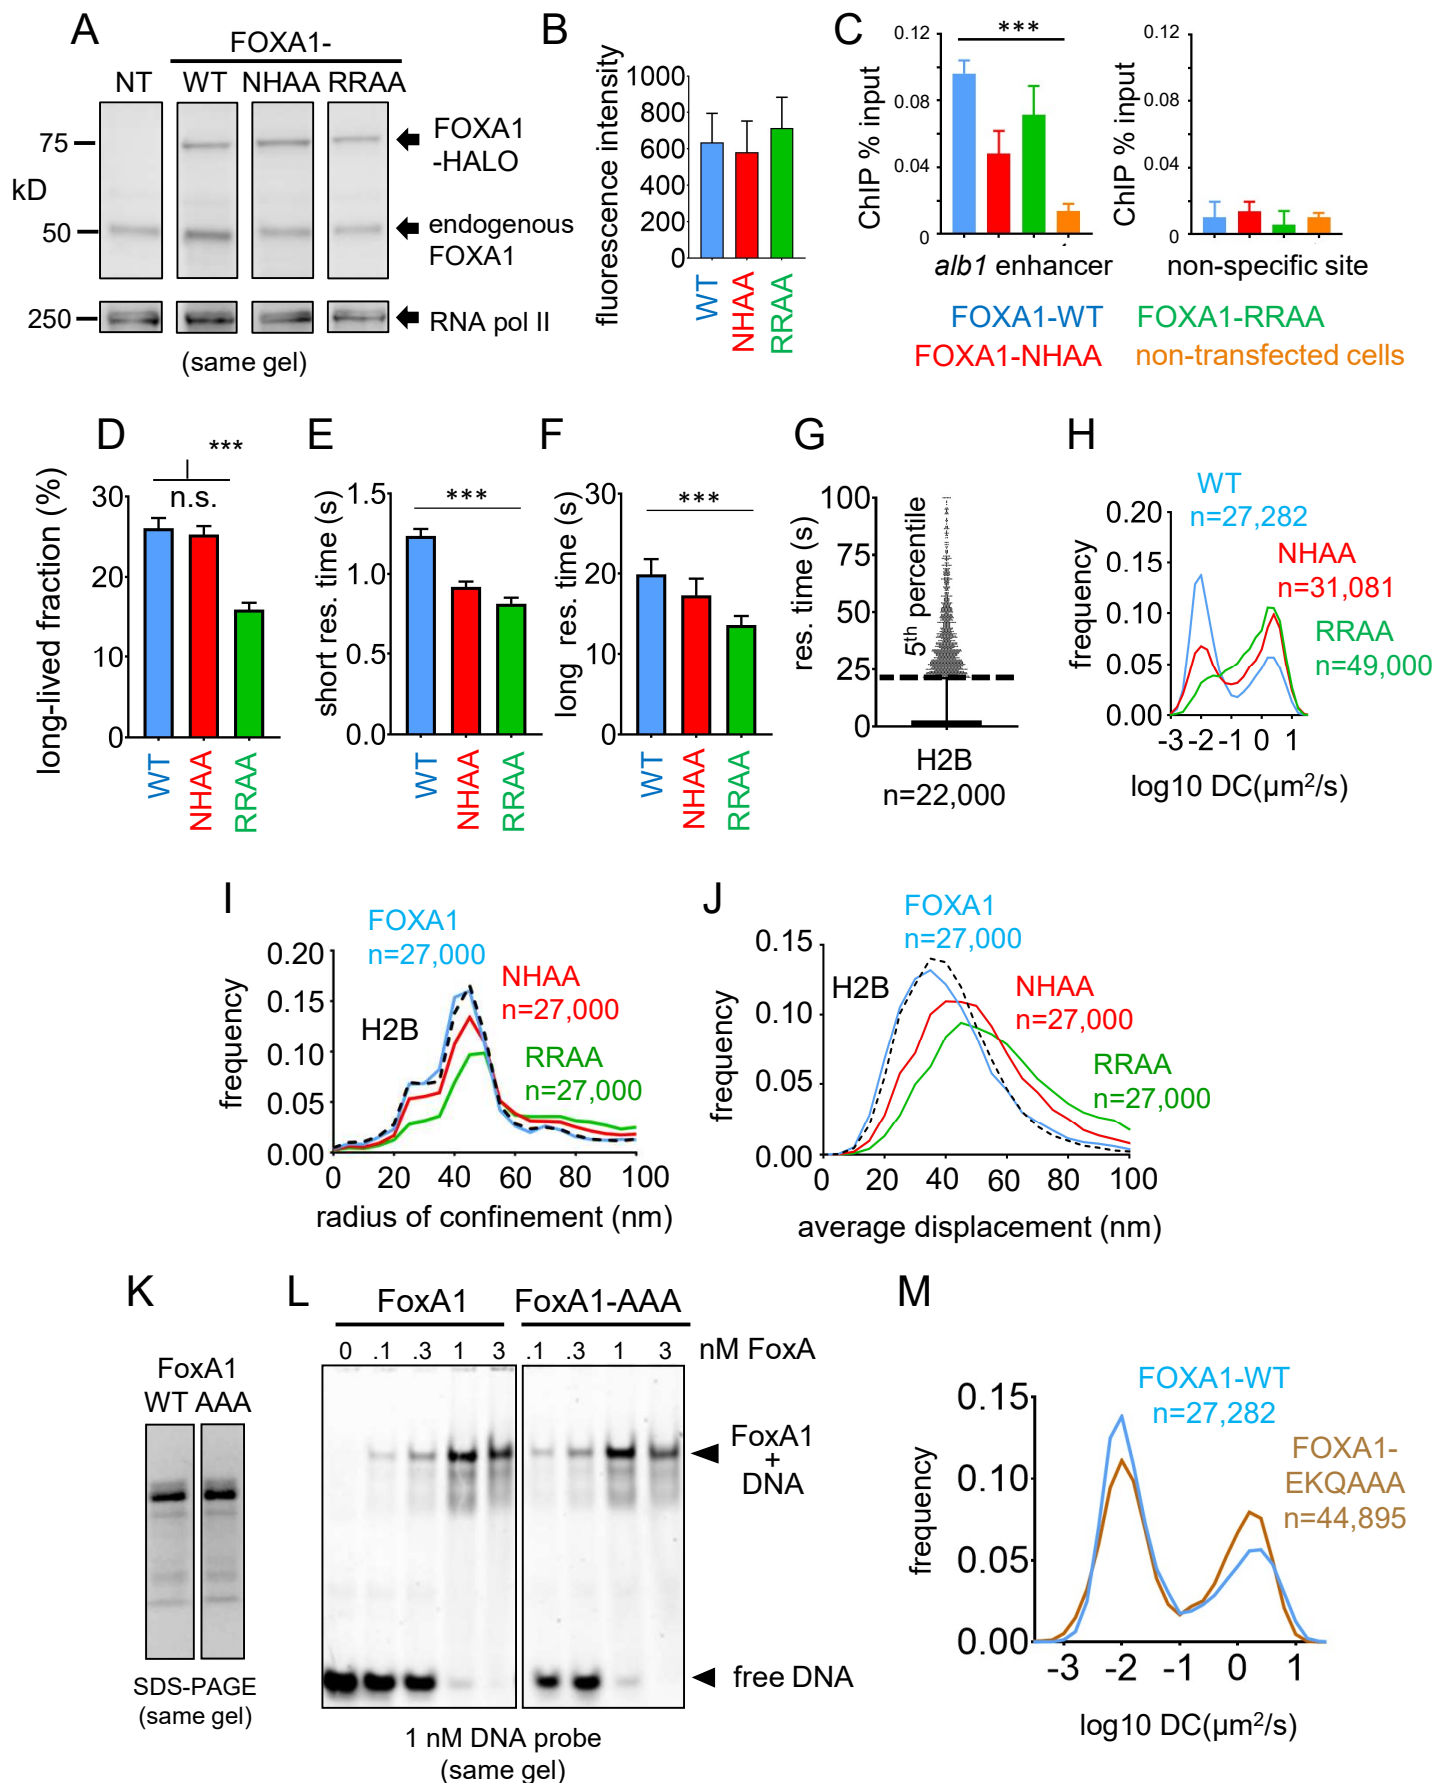 A
FOXA1-
NT WT NHAA RRAA
75
kD
50
250
FOXA1
-HALO
endogenous
FOXA1
RNA pol II
(same gel)
B
fluorescence intensity
1000
800
600
400
200
0
WT
NHAA
RRAA
C
ChIP % input
0.12
0.08
0.04
0
***
alb1 enhancer
ChIP % input
0.12
0.08
0.04
0
non-specific site
FOXA1-WT FOXA1-RRAA
FOXA1-NHAA non-transfected cells
D
long-lived fraction (%)
30
20
10
0
***
n.s.
WT
NHAA
RRAA
E
short res. time (s)
1.5
1.0
0.5
0.0
***
WT
NHAA
RRAA
F
long res. time (s)
30
20
10
0
***
WT
NHAA
RRAA
G
res. time (s)
100
75
50
25
0
5th percentile
H2B
n=22,000
H
frequency
0.20
0.15
0.10
0.05
0.00
WT
n=27,282
NHAA
n=31,081
RRAA
n=49,000
-3 -2 -1 0 1
log10 DC(µm²/s)
I
frequency
0.20
0.15
0.10
0.05
0.00
FOXA1
n=27,000
NHAA
n=27,000
H2B
RRAA
n=27,000
0 20 40 60 80 100
radius of confinement (nm)
J
frequency
0.15
0.10
0.05
0.00
FOXA1
n=27,000
H2B
NHAA
n=27,000
RRAA
n=27,000
0 20 40 60 80 100
average displacement (nm)
K
FoxA1
WT AAA
SDS-PAGE
(same gel)
L
FoxA1 FoxA1-AAA
0 .1 .3 1 3 .1 .3 1 3 nM FoxA
FoxA1
+
DNA
free DNA
1 nM DNA probe
(same gel)
M
frequency
0.15
0.10
0.05
0.00
FOXA1-WT
n=27,282
FOXA1-
EKQAAA
n=44,895
-3 -2 -1 0 1
log10 DC(µm²/s)